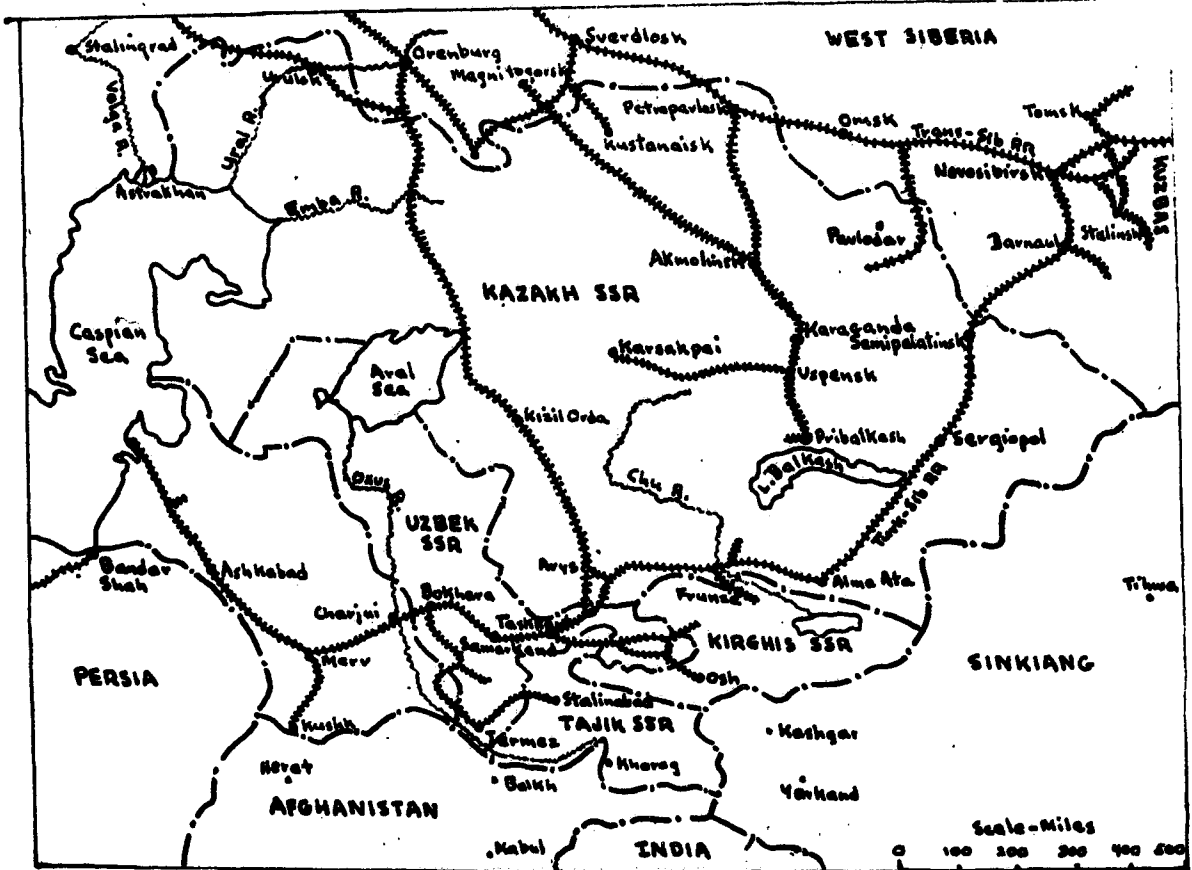 WEST SIBERIA
Stalingrad
Orenburg
Sverdlosk
Uralsk
Magnitogorsk
Petropavlosk
Omsk
Tomsk
Trans-Sib RR
Volga R.
Ural R.
Kustanaisk
Novosibirsk
KUZBAS
Astrakhan
Emba R.
Pavlodar
Barnaul
Stalinsk
Akmolinsk
KAZAKH SSR
Caspian
Sea
Karaganda
Semipalatinsk
Karsakpai
Aral
Sea
Uspensk
Kizil Orda
Pribalkash
Sergiopol
L. Balkash
Chu R.
Oxus R.
Turk-Sib RR
UZBEK
SSR
Bandar
Shah
Ashkabad
Arys
Alma Ata
Tihwa
Frunze
Bokhara
Charjui
Tashkent
Samarkand
KIRGHIS SSR
Merv
SINKIANG
PERSIA
Osh
Stalinabad
TAJIK SSR
Kushk
Termez
Kashgar
Herat
Khorog
Balkh
Yarkand
AFGHANISTAN
Kabul
INDIA
Scale-Miles
0 100 200 300 400 500